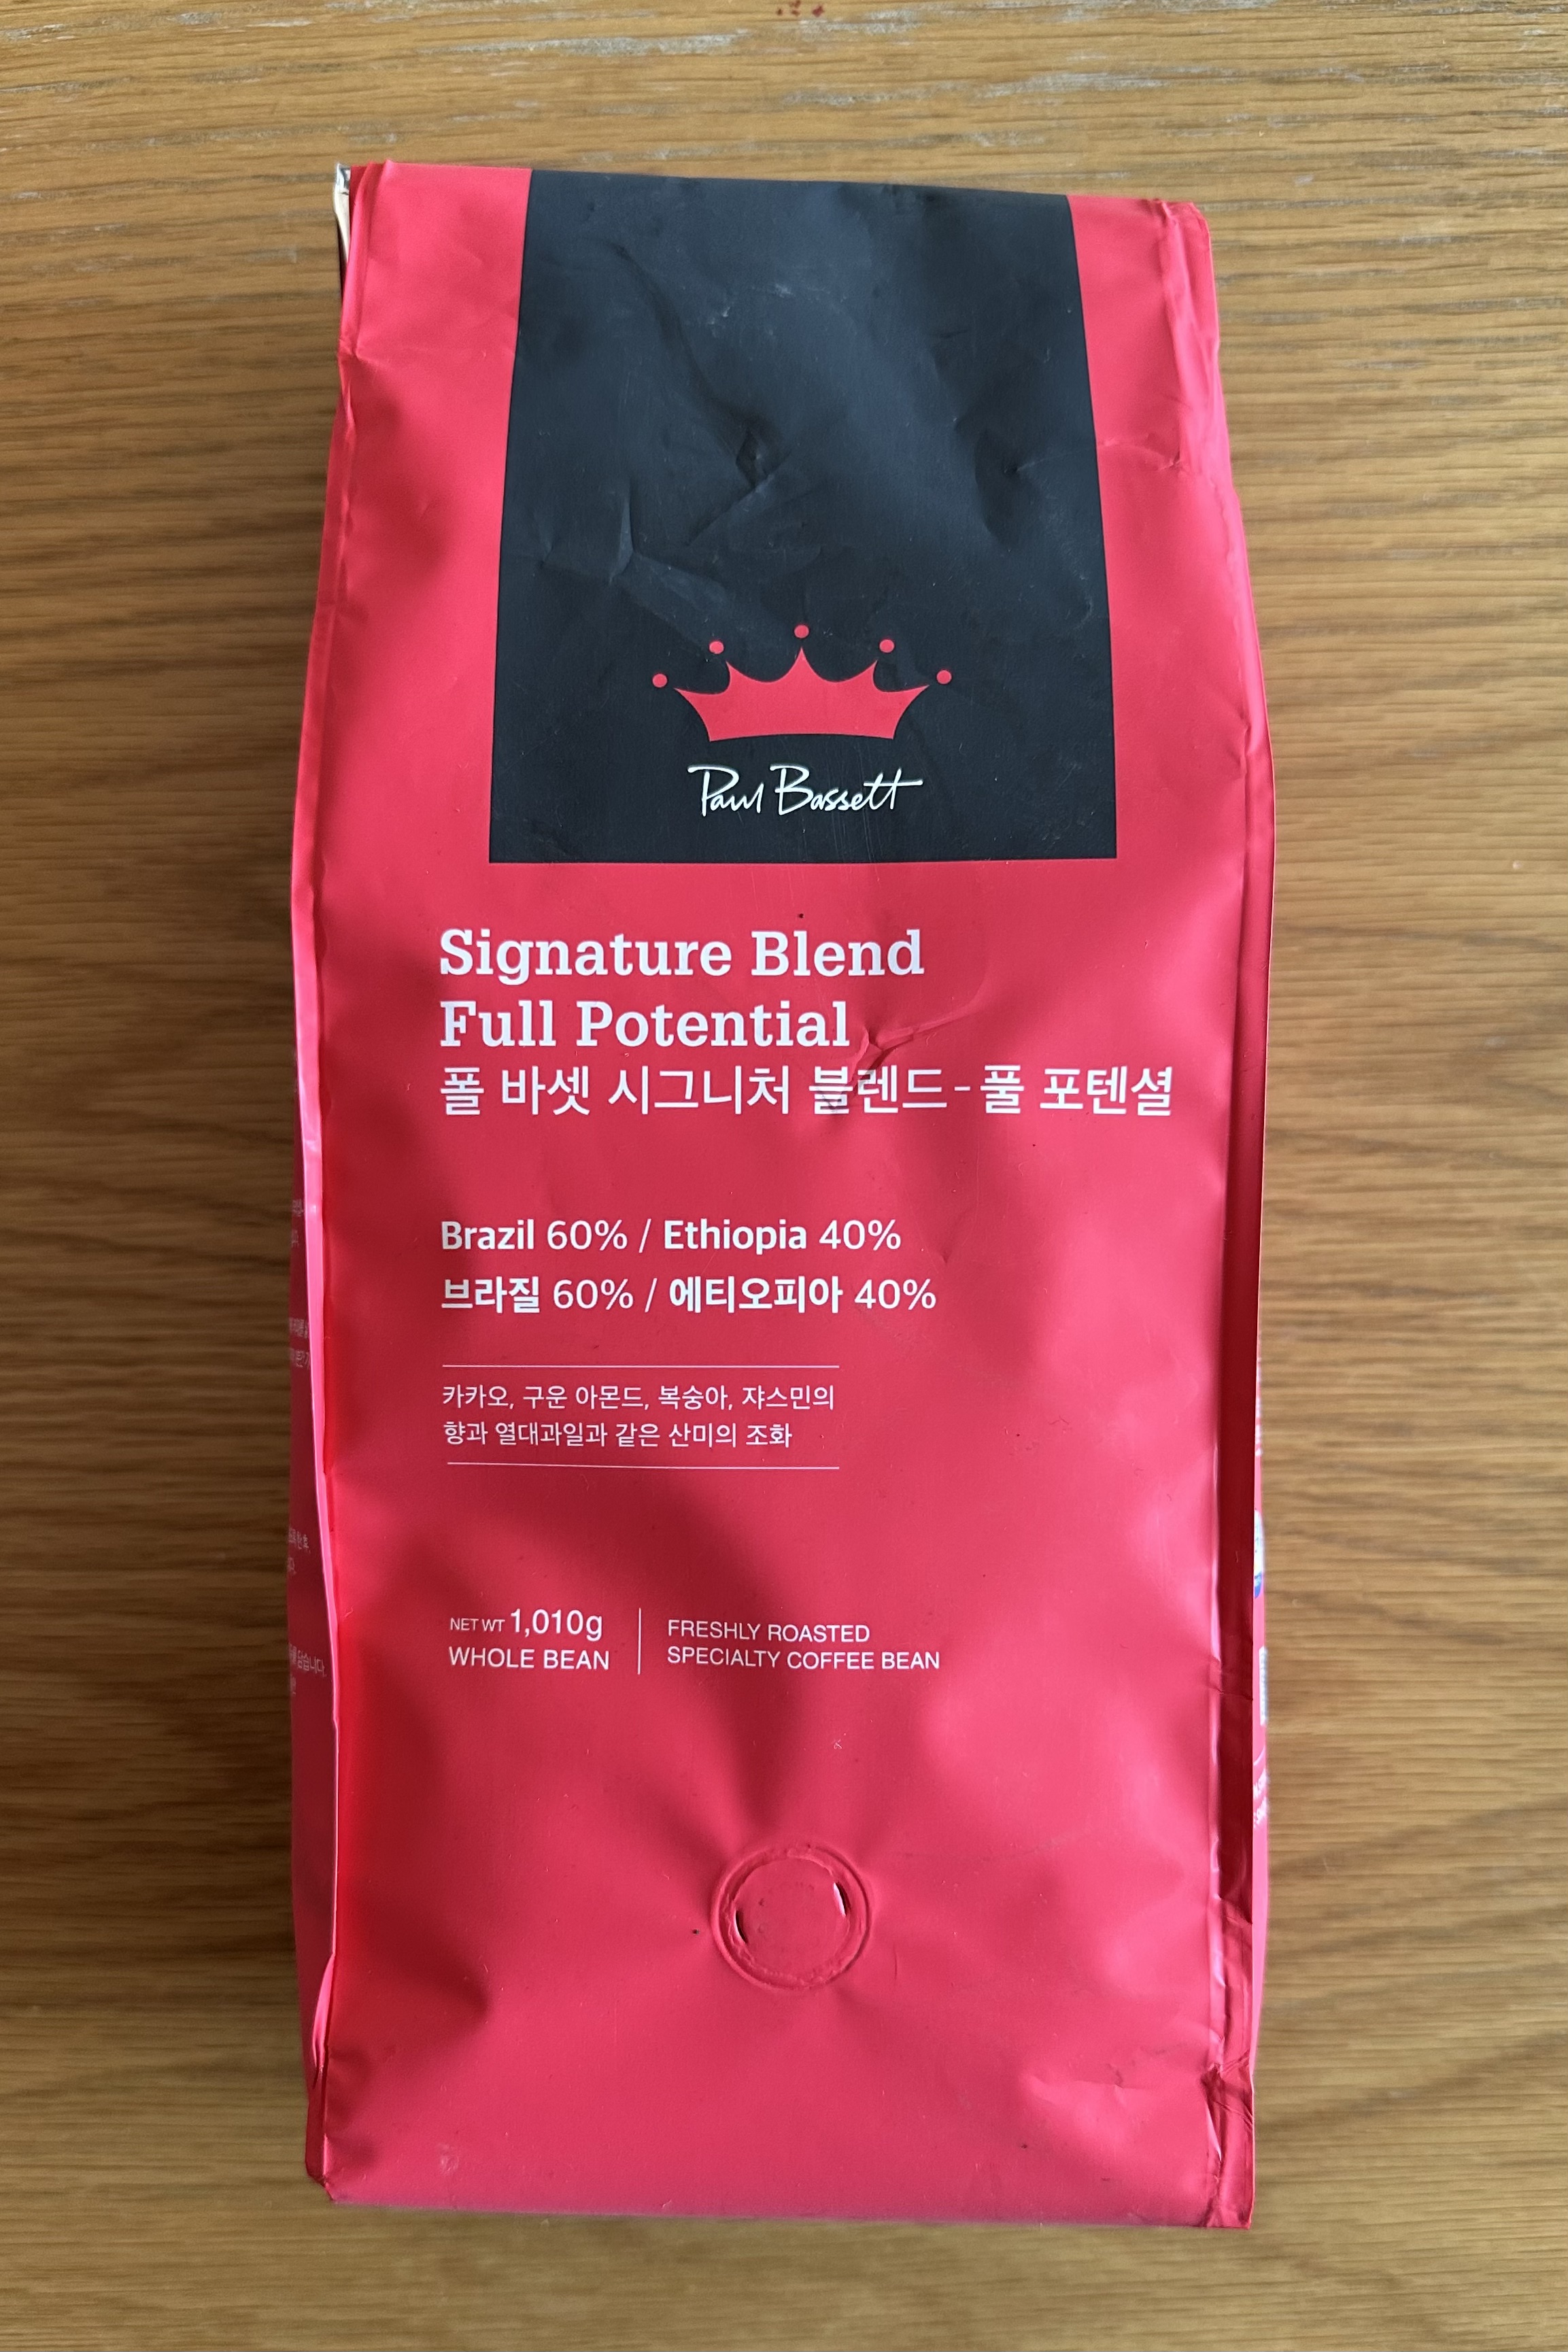 Paul Bassett
Signature Blend
Full Potential
폴 바셋 시그니처 블렌드-풀 포텐셜
Brazil 60% / Ethiopia 40%
브라질 60% / 에티오피아 40%
카카오, 구운 아몬드, 복숭아, 쟈스민의
향과 열대과일과 같은 산미의 조화
NET WT 1,010g
WHOLE BEAN
FRESHLY ROASTED
SPECIALTY COFFEE BEAN